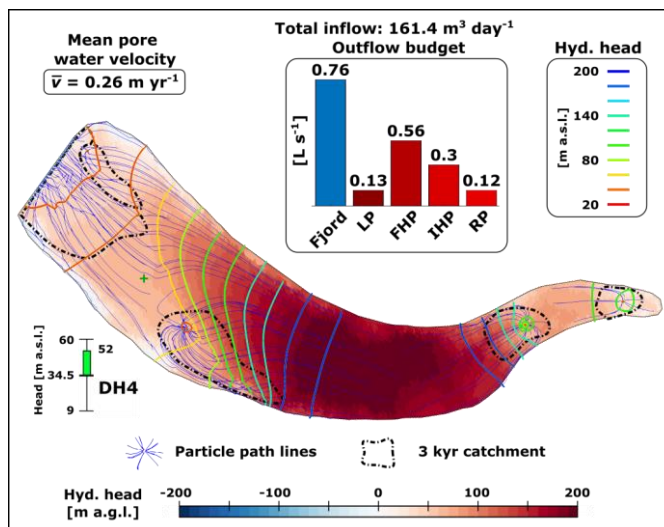 Mean pore
water velocity
v̅ = 0.26 m yr⁻¹
Total inflow: 161.4 m³ day⁻¹
Outflow budget
[L s⁻¹]
0.76
0.13
0.56
0.3
0.12
Fjord
LP
FHP
IHP
RP
Hyd. head
[m a.s.l.]
200
140
80
20
Head [m a.s.l.]
60
52
34.5
9
DH4
Particle path lines
3 kyr catchment
Hyd. head
[m a.g.l.]
-200 -100 0 100 200